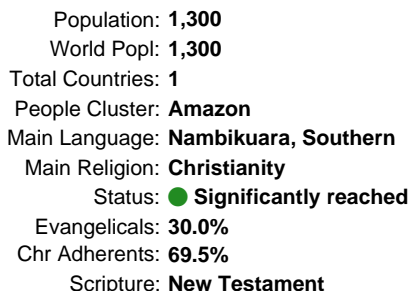 Population: 1,300
World Popl: 1,300
Total Countries: 1
People Cluster: Amazon
Main Language: Nambikuara, Southern
Main Religion: Christianity
Status: Significantly reached
Evangelicals: 30.0%
Chr Adherents: 69.5%
Scripture: New Testament